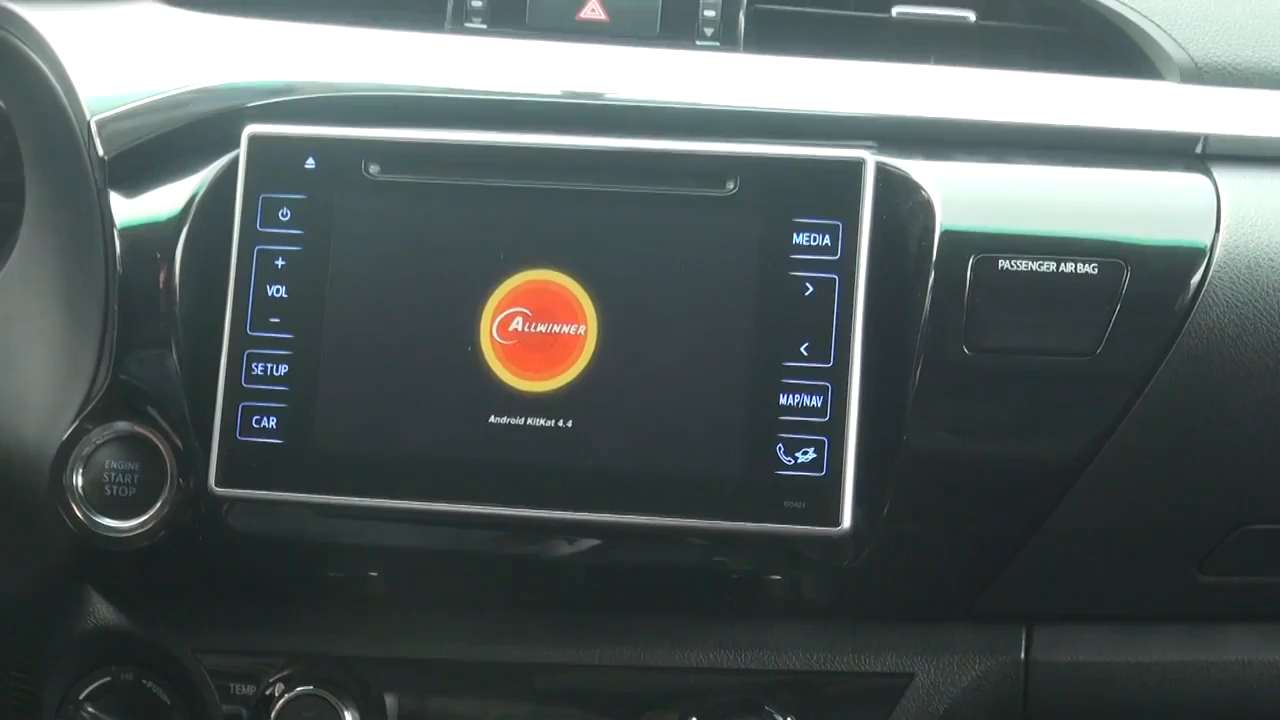 VOL
SETUP
CAR
ENGINE
START
STOP
ALLWINNER
Android KitKat 4.4
MEDIA
MAP/NAV
PASSENGER AIR BAG
TEMP